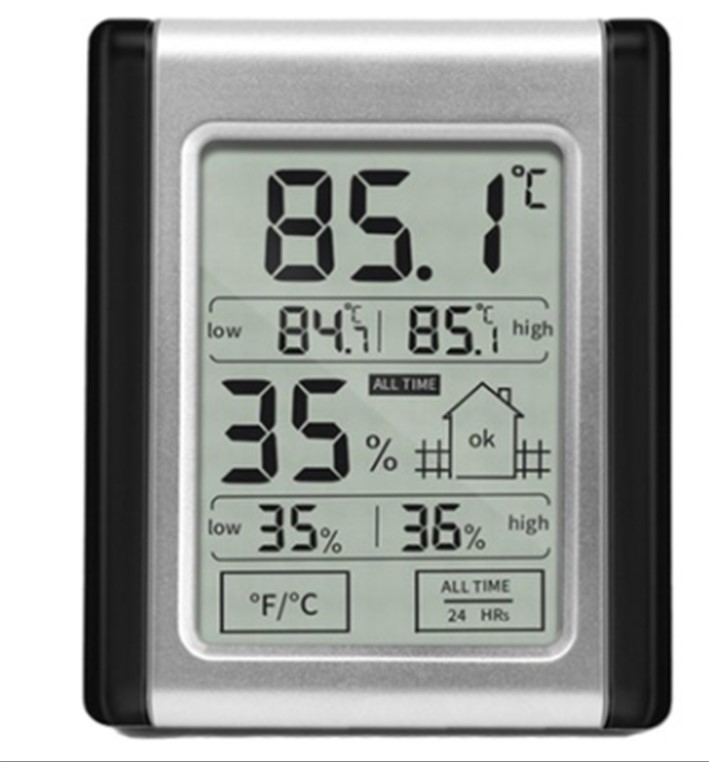 85.1°C
low 84.7°C | 85.1°C high
ALL TIME
35% ok
low 35% | 36% high
°F/°C ALL TIME
24 HRs